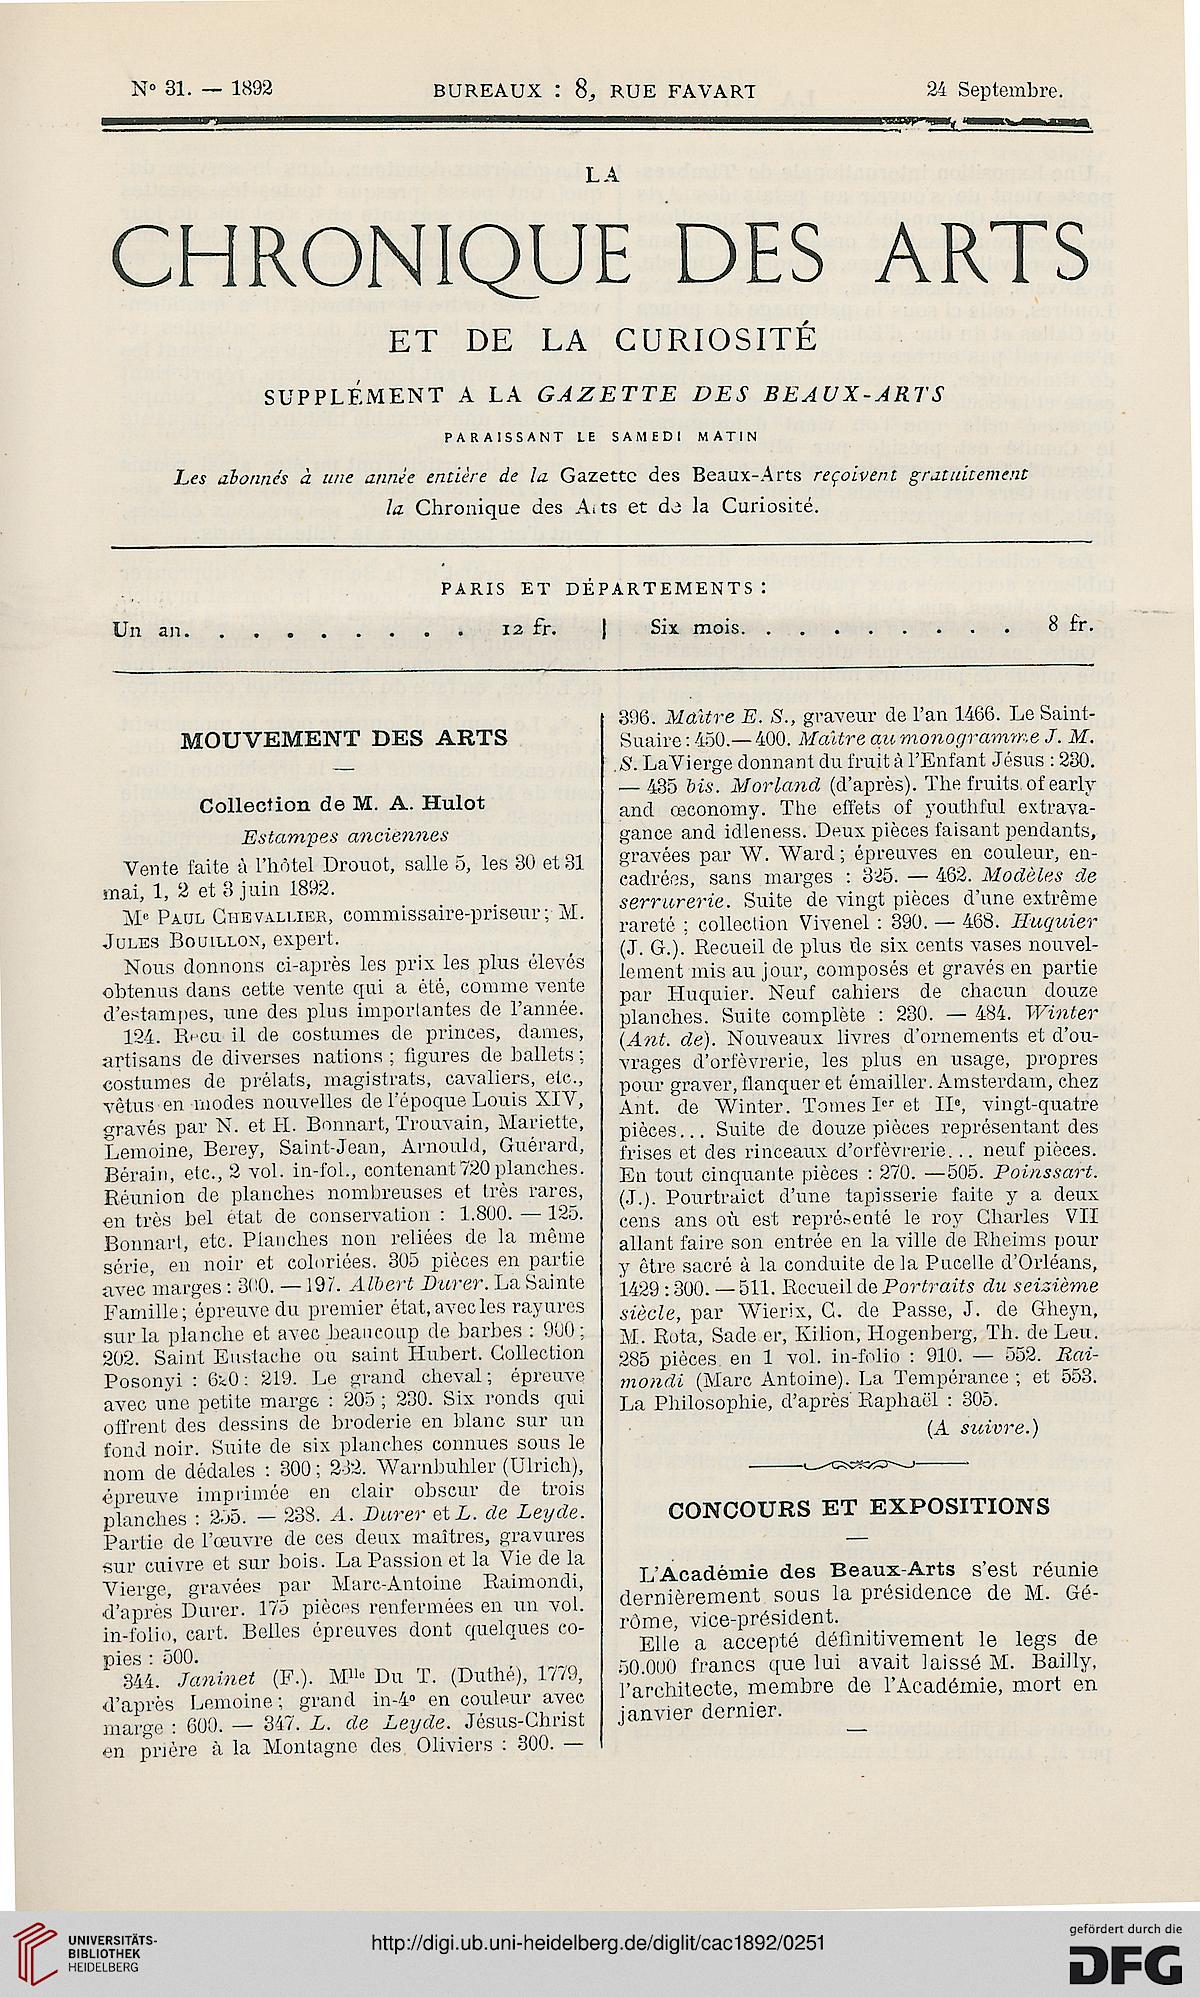 N° 31. — 1892 BUREAUX : 8, RUE FAVART 24 Septembre.
LA
CHRONIQUE DES ARTS
ET DE LA CURIOSITÉ
SUPPLÉMENT A LA GAZETTE DES BEAUX-ARTS
PARAISSANT LE SAMEDI MATIN
Les abonnés à une année entière de la Gazette des Beaux-Arts reçoivent gratuitement
la Chronique des Arts et de la Curiosité.
PARIS ET DÉPARTEMENTS :
Un an. . . . . . . . . . 12 fr. | Six mois. . . . . . . . . . 8 fr.
MOUVEMENT DES ARTS
Collection de M. A. Hulot
Estampes anciennes
Vente faite à l'hôtel Drouot, salle 5, les 30 et 31
mai, 1, 2 et 3 juin 1892.
Me PAUL CHEVALLIER, commissaire-priseur; M.
JULES BOUILLON, expert.
Nous donnons ci-après les prix les plus élevés
obtenus dans cette vente qui a été, comme vente
d'estampes, une des plus importantes de l'année.
124. Recu il de costumes de princes, dames,
artisans de diverses nations ; figures de ballets ;
costumes de prélats, magistrats, cavaliers, etc.,
vêtus en modes nouvelles de l'époque Louis XIV,
gravés par N. et H. Bonnart, Trouvain, Mariette,
Lemoine, Berey, Saint-Jean, Arnould, Guérard,
Bérain, etc., 2 vol. in-fol., contenant 720 planches.
Réunion de planches nombreuses et très rares,
en très bel état de conservation : 1.800. — 125.
Bonnart, etc. Planches non reliées de la même
série, en noir et coloriées. 305 pièces en partie
avec marges : 300. — 197. Albert Durer. La Sainte
Famille; épreuve du premier état, avec les rayures
sur la planche et avec beaucoup de barbes : 900 ;
202. Saint Eustache ou saint Hubert. Collection
Posonyi : 620 : 219. Le grand cheval ; épreuve
avec une petite marge : 205 ; 230. Six ronds qui
offrent des dessins de broderie en blanc sur un
fond noir. Suite de six planches connues sous le
nom de dédales : 300 ; 232. Warnbuhler (Ulrich),
épreuve imprimée en clair obscur de trois
planches : 255. — 238. A. Durer et L. de Leyde.
Partie de l'œuvre de ces deux maîtres, gravures
sur cuivre et sur bois. La Passion et la Vie de la
Vierge, gravées par Marc-Antoine Raimondi,
d'après Durer. 175 pièces renfermées en un vol.
in-folio, cart. Belles épreuves dont quelques co-
pies : 500.
344. Janinet (F.). Mlle Du T. (Duthé), 1779,
d'après Lemoine ; grand in-4° en couleur avec
marge : 600. — 347. L. de Leyde. Jésus-Christ
en prière à la Montagne des Oliviers : 300. —
396. Maître E. S., graveur de l'an 1466. Le Saint-
Suaire : 450. — 400. Maître au monogramme J. M.
S. La Vierge donnant du fruit à l'Enfant Jésus : 230.
— 435 bis. Morland (d'après). The fruits of early
and œconomy. The effets of youthful extrava-
gance and idleness. Deux pièces faisant pendants,
gravées par W. Ward ; épreuves en couleur, en-
cadrées, sans marges : 325. — 462. Modèles de
serrurerie. Suite de vingt pièces d'une extrême
rareté ; collection Vivenel : 390. — 468. Huquier
(J. G.). Recueil de plus de six cents vases nouvel-
lement mis au jour, composés et gravés en partie
par Huquier. Neuf cahiers de chacun douze
planches. Suite complète : 230. — 484. Winter
(Ant. de). Nouveaux livres d'ornements et d'ou-
vrages d'orfèvrerie, les plus en usage, propres
pour graver, flanquer et émailler. Amsterdam, chez
Ant. de Winter. Tomes Ier et IIe, vingt-quatre
pièces... Suite de douze pièces représentant des
frises et des rinceaux d'orfèvrerie... neuf pièces.
En tout cinquante pièces : 270. — 505. Poinssart.
(J.). Pourtraict d'une tapisserie faite y a deux
cens ans où est représenté le roy Charles VII
allant faire son entrée en la ville de Rheims pour
y être sacré à la conduite de la Pucelle d'Orléans,
1429 : 300. — 511. Recueil de Portraits du seizième
siècle, par Wierix, C. de Passe, J. de Gheyn,
M. Rota, Sade er, Kilion, Hogenberg, Th. de Leu.
285 pièces en 1 vol. in-folio : 910. — 552. Rai-
mondi (Marc Antoine). La Tempérance ; et 553.
La Philosophie, d'après Raphaël : 305.
(A suivre.)
CONCOURS ET EXPOSITIONS
L'Académie des Beaux-Arts s'est réunie
dernièrement sous la présidence de M. Gé-
rôme, vice-président.
Elle a accepté définitivement le legs de
50.000 francs que lui avait laissé M. Bailly,
l'architecte, membre de l'Académie, mort en
janvier dernier.
UNIVERSITÄTS-
BIBLIOTHEK
HEIDELBERG
http://digi.ub.uni-heidelberg.de/diglit/cac1892/0251
gefördert durch die
DFG